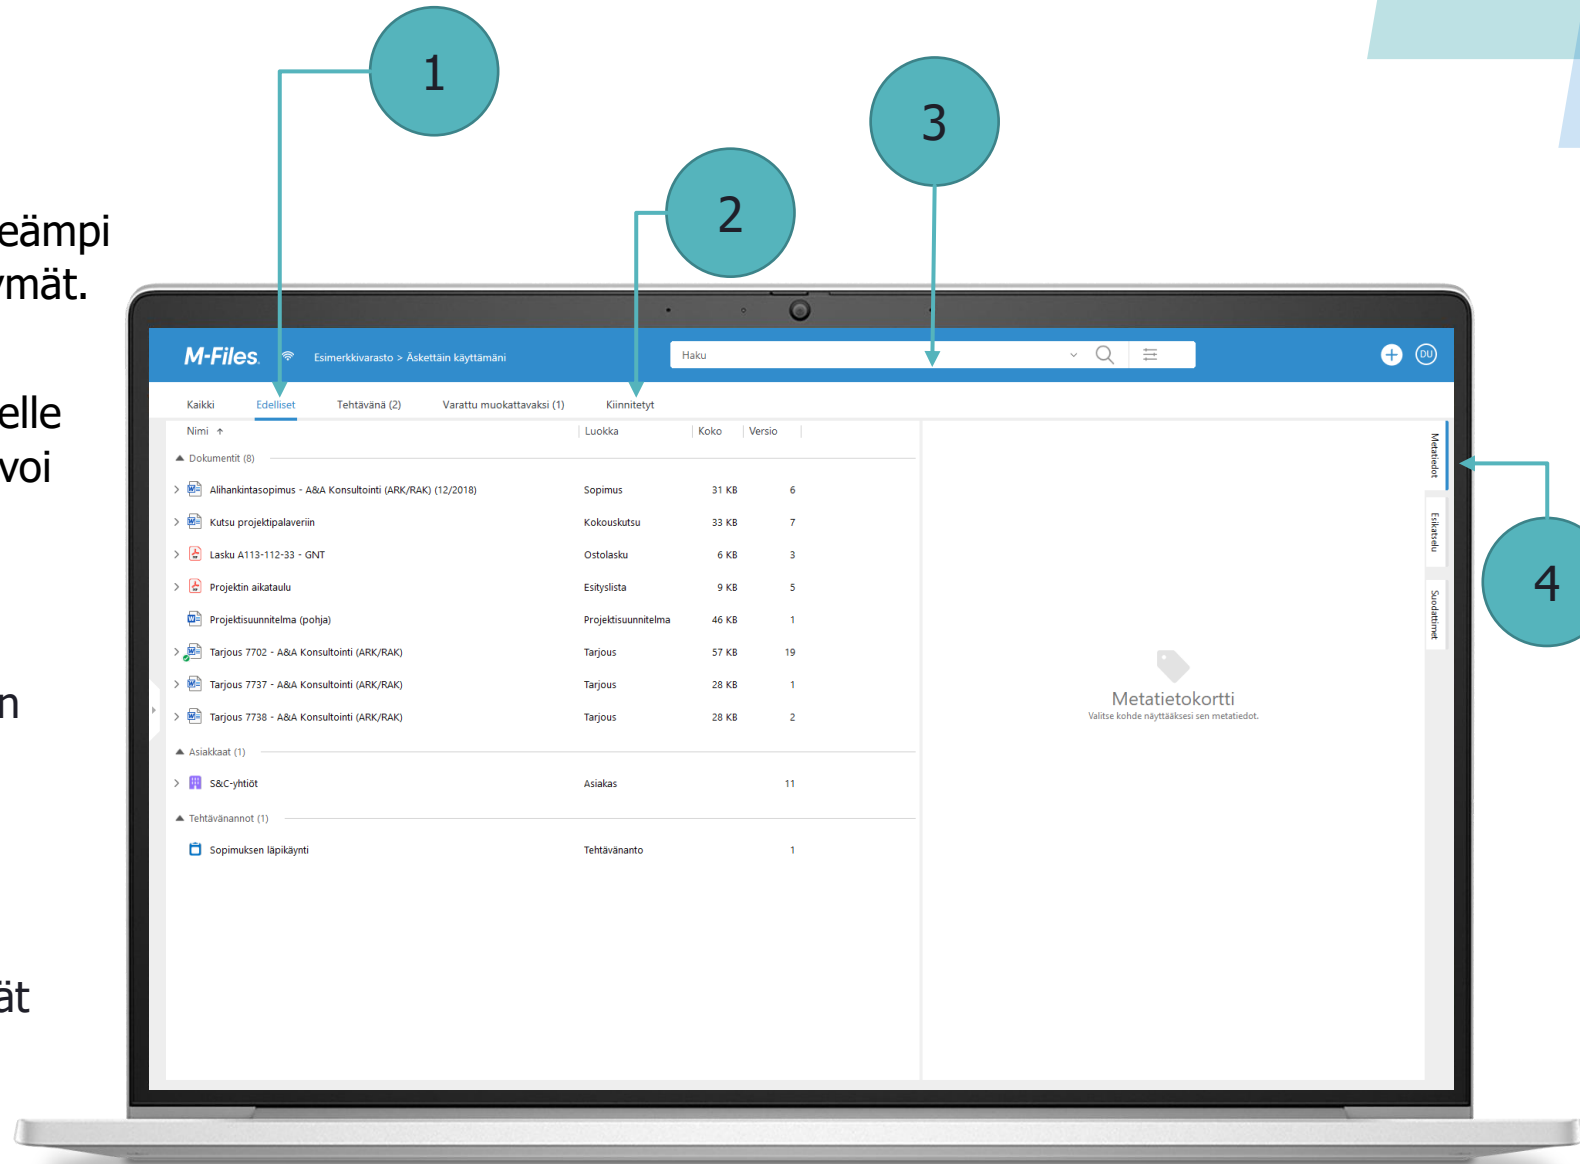 1
3
2
4
eämpi
ymät.
elle
voi
n
ät
M-Files.
Esimerkkivarasto > Äskettäin käyttämäni
Haku
DU
Kaikki Edelliset Tehtävänä (2) Varattu muokattavaksi (1) Kiinnitetyt
Nimi Luokka Koko Versio
Dokumentit (8)
Alihankintasopimus - A&A Konsultointi (ARK/RAK) (12/2018) Sopimus 31 KB 6
Kutsu projektipalaveriin Kokouskutsu 33 KB 7
Lasku A113-112-33 - GNT Ostolasku 6 KB 3
Projektin aikataulu Esityslista 9 KB 5
Projektisuunnitelma (pohja) Projektisuunnitelma 46 KB 1
Tarjous 7702 - A&A Konsultointi (ARK/RAK) Tarjous 57 KB 19
Tarjous 7737 - A&A Konsultointi (ARK/RAK) Tarjous 28 KB 1
Tarjous 7738 - A&A Konsultointi (ARK/RAK) Tarjous 28 KB 2
Asiakkaat (1)
S&C-yhtiöt Asiakas 11
Tehtävänannot (1)
Sopimuksen läpikäynti Tehtävänanto 1
Metatietokortti
Valitse kohde näyttääksesi sen metatiedot.
Metatiedot
Esikatselu
Suodattimet